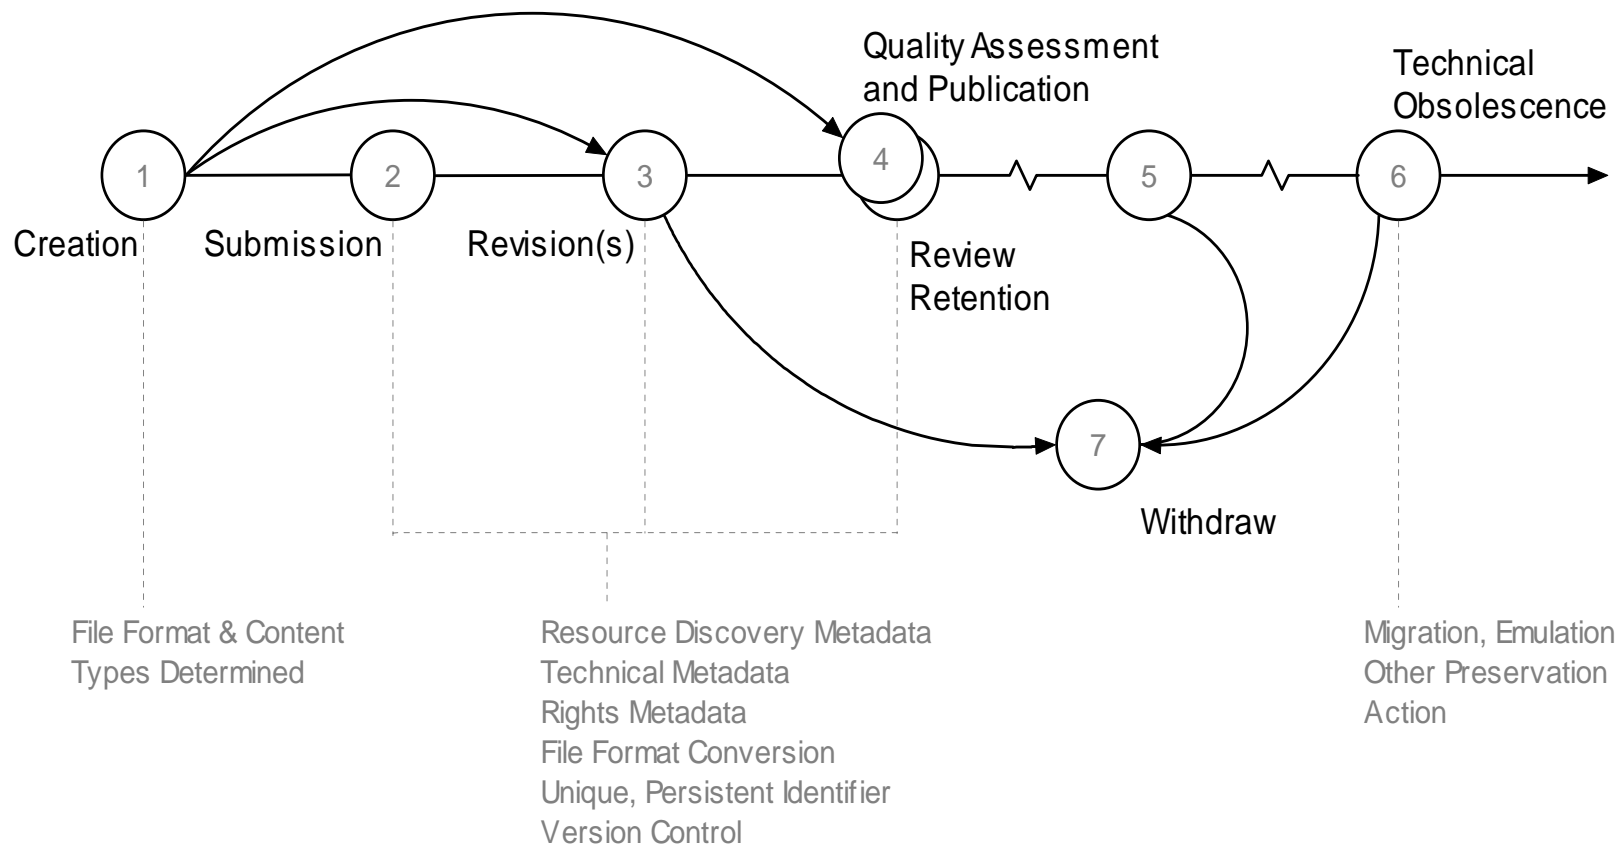 Quality Assessment
and Publication
Technical
Obsolescence
1
2
3
4
5
6
Creation
Submission
Revision(s)
Review
Retention
7
Withdraw
File Format & Content
Types Determined
Resource Discovery Metadata
Technical Metadata
Rights Metadata
File Format Conversion
Unique, Persistent Identifier
Version Control
Migration, Emulation
Other Preservation
Action